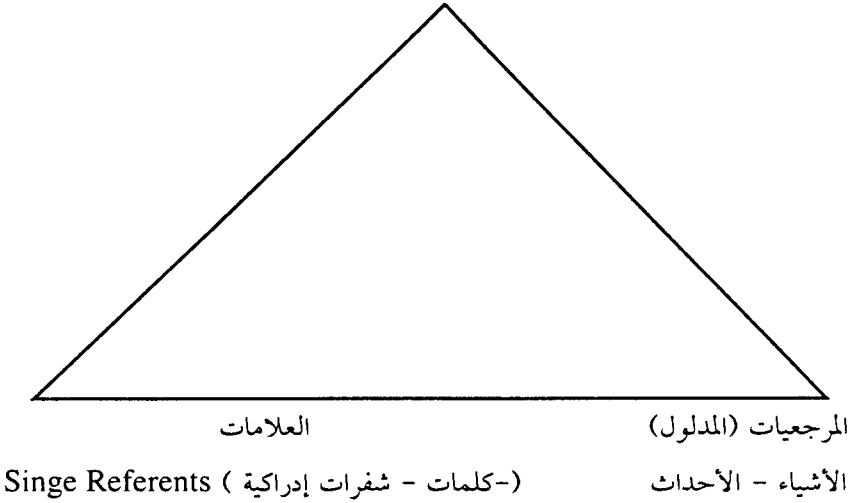 المرجعيات (المدلول) العلامات
الأشياء - الأحداث (-كلمات - شفرات إدراكية ) Singe Referents